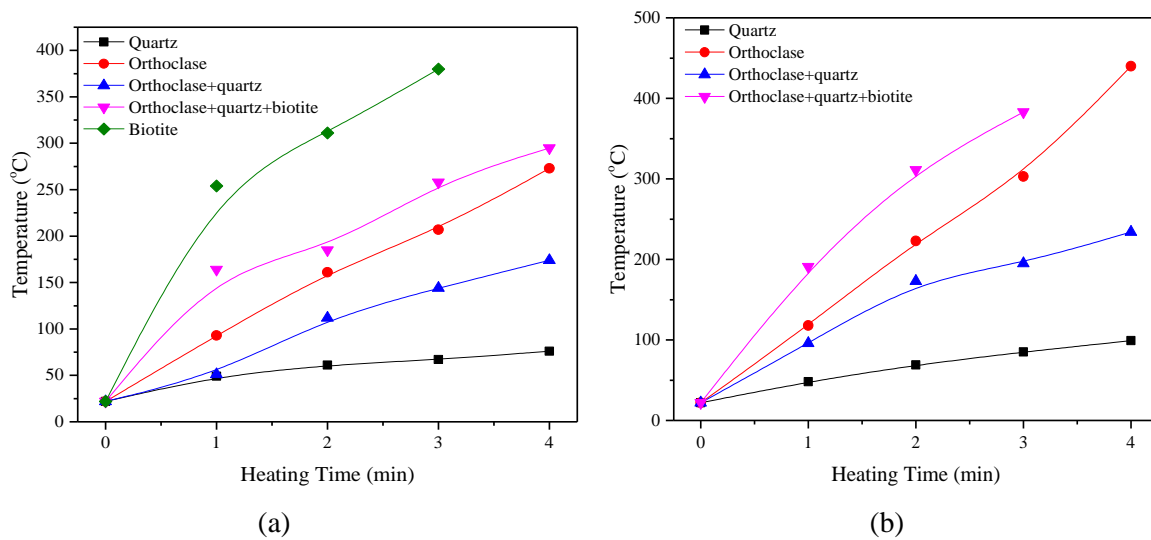 400
350
300
250
200
150
100
50
0
Temperature (°C)
Quartz
Orthoclase
Orthoclase+quartz
Orthoclase+quartz+biotite
Biotite
0 1 2 3 4
Heating Time (min)
(a)
500
400
300
200
100
0
Temperature (°C)
Quartz
Orthoclase
Orthoclase+quartz
Orthoclase+quartz+biotite
0 1 2 3 4
Heating Time (min)
(b)